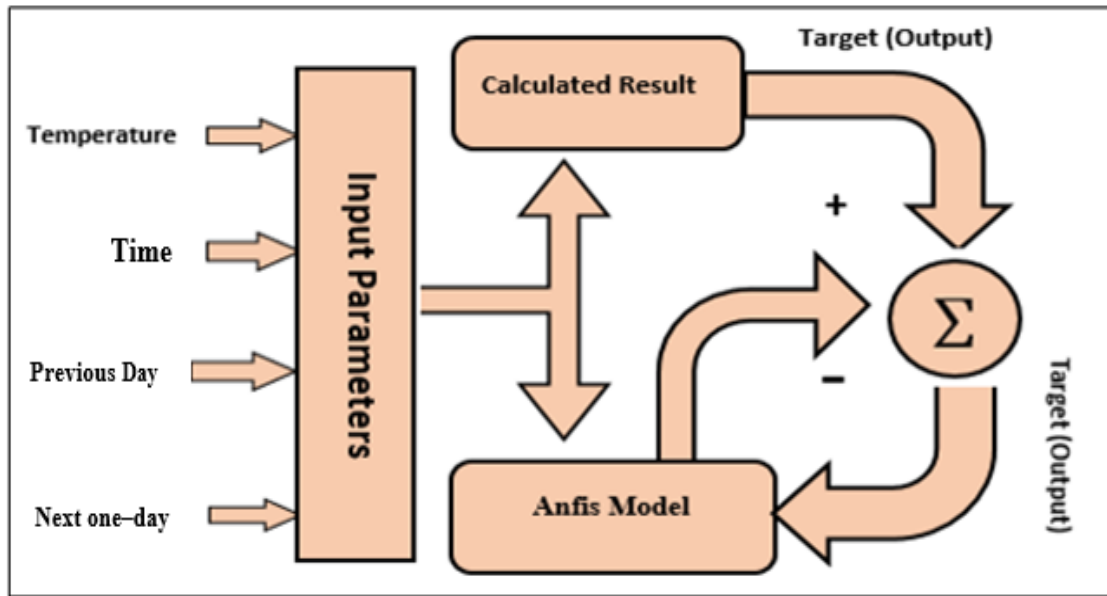 Target (Output)
Calculated Result
Temperature
Time
Previous Day
Next one–day
Input Parameters
+
–
Σ
Target (Output)
Anfis Model